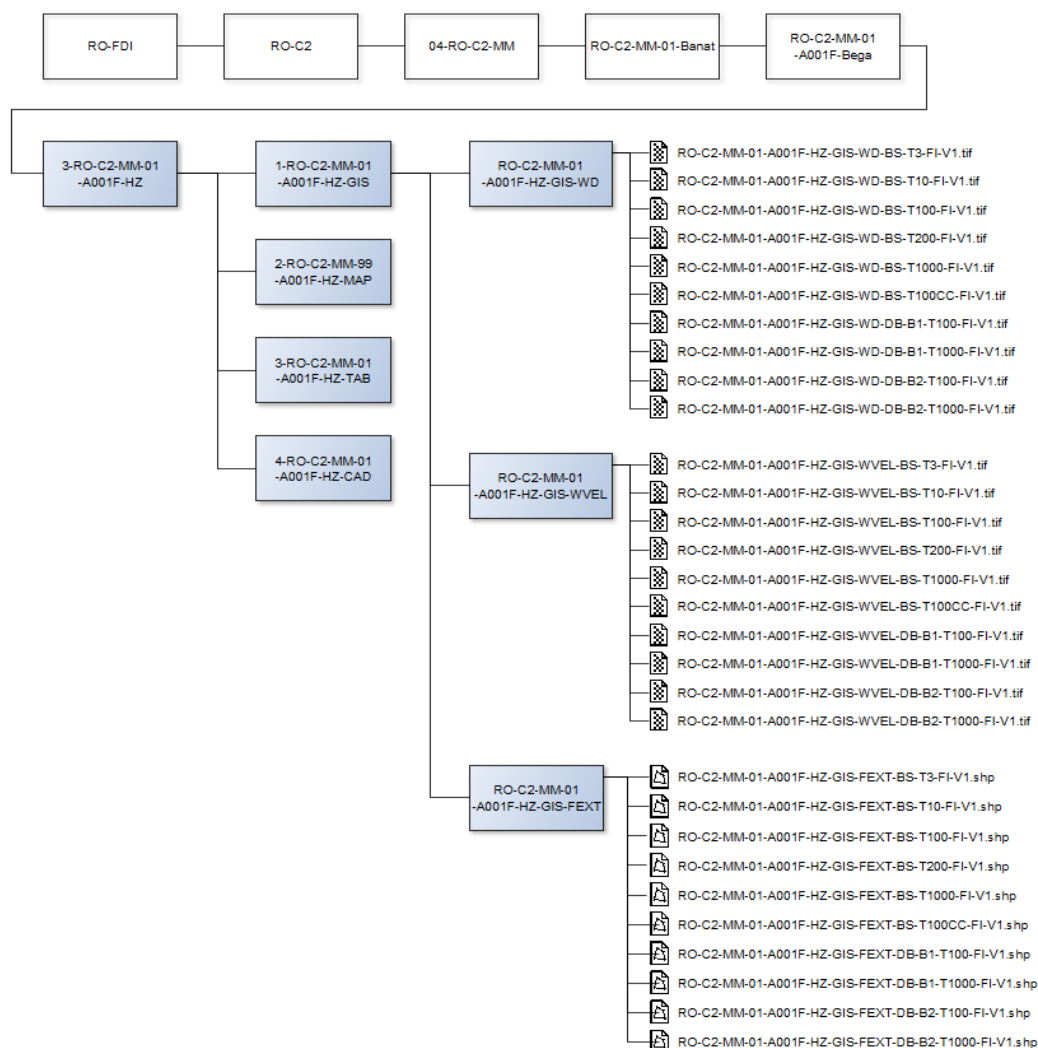 RO-FDI
RO-C2
04-RO-C2-MM
RO-C2-MM-01-Banat
RO-C2-MM-01
-A001F-Bega
3-RO-C2-MM-01
-A001F-HZ
1-RO-C2-MM-01
-A001F-HZ-GIS
2-RO-C2-MM-99
-A001F-HZ-MAP
3-RO-C2-MM-01
-A001F-HZ-TAB
4-RO-C2-MM-01
-A001F-HZ-CAD
RO-C2-MM-01
-A001F-HZ-GIS-WD
RO-C2-MM-01-A001F-HZ-GIS-WD-BS-T3-FI-V1.tif
RO-C2-MM-01-A001F-HZ-GIS-WD-BS-T10-FI-V1.tif
RO-C2-MM-01-A001F-HZ-GIS-WD-BS-T100-FI-V1.tif
RO-C2-MM-01-A001F-HZ-GIS-WD-BS-T200-FI-V1.tif
RO-C2-MM-01-A001F-HZ-GIS-WD-BS-T1000-FI-V1.tif
RO-C2-MM-01-A001F-HZ-GIS-WD-BS-T100CC-FI-V1.tif
RO-C2-MM-01-A001F-HZ-GIS-WD-DB-B1-T100-FI-V1.tif
RO-C2-MM-01-A001F-HZ-GIS-WD-DB-B1-T1000-FI-V1.tif
RO-C2-MM-01-A001F-HZ-GIS-WD-DB-B2-T100-FI-V1.tif
RO-C2-MM-01-A001F-HZ-GIS-WD-DB-B2-T1000-FI-V1.tif
RO-C2-MM-01
-A001F-HZ-GIS-WVEL
RO-C2-MM-01-A001F-HZ-GIS-WVEL-BS-T3-FI-V1.tif
RO-C2-MM-01-A001F-HZ-GIS-WVEL-BS-T10-FI-V1.tif
RO-C2-MM-01-A001F-HZ-GIS-WVEL-BS-T100-FI-V1.tif
RO-C2-MM-01-A001F-HZ-GIS-WVEL-BS-T200-FI-V1.tif
RO-C2-MM-01-A001F-HZ-GIS-WVEL-BS-T1000-FI-V1.tif
RO-C2-MM-01-A001F-HZ-GIS-WVEL-BS-T100CC-FI-V1.tif
RO-C2-MM-01-A001F-HZ-GIS-WVEL-DB-B1-T100-FI-V1.tif
RO-C2-MM-01-A001F-HZ-GIS-WVEL-DB-B1-T1000-FI-V1.tif
RO-C2-MM-01-A001F-HZ-GIS-WVEL-DB-B2-T100-FI-V1.tif
RO-C2-MM-01-A001F-HZ-GIS-WVEL-DB-B2-T1000-FI-V1.tif
RO-C2-MM-01
-A001F-HZ-GIS-FEXT
RO-C2-MM-01-A001F-HZ-GIS-FEXT-BS-T3-FI-V1.shp
RO-C2-MM-01-A001F-HZ-GIS-FEXT-BS-T10-FI-V1.shp
RO-C2-MM-01-A001F-HZ-GIS-FEXT-BS-T100-FI-V1.shp
RO-C2-MM-01-A001F-HZ-GIS-FEXT-BS-T200-FI-V1.shp
RO-C2-MM-01-A001F-HZ-GIS-FEXT-BS-T1000-FI-V1.shp
RO-C2-MM-01-A001F-HZ-GIS-FEXT-BS-T100CC-FI-V1.shp
RO-C2-MM-01-A001F-HZ-GIS-FEXT-DB-B1-T100-FI-V1.shp
RO-C2-MM-01-A001F-HZ-GIS-FEXT-DB-B1-T1000-FI-V1.shp
RO-C2-MM-01-A001F-HZ-GIS-FEXT-DB-B2-T100-FI-V1.shp
RO-C2-MM-01-A001F-HZ-GIS-FEXT-DB-B2-T1000-FI-V1.shp